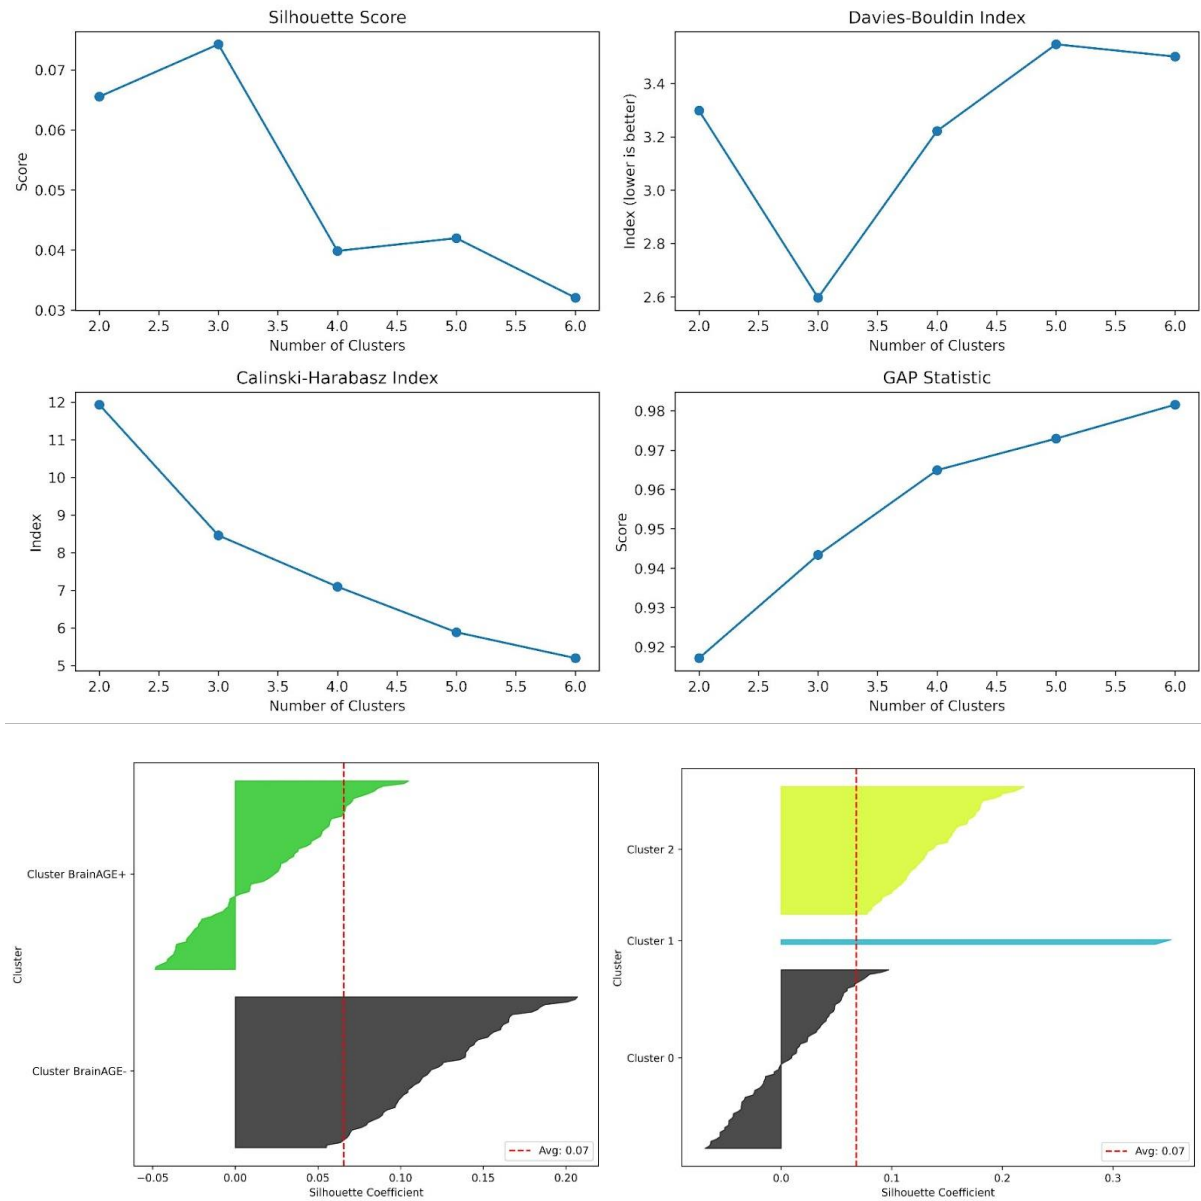 Silhouette Score
Score
0.07
0.06
0.05
0.04
0.03
2.0 2.5 3.0 3.5 4.0 4.5 5.0 5.5 6.0
Number of Clusters
Davies-Bouldin Index
Index (lower is better)
3.4
3.2
3.0
2.8
2.6
2.0 2.5 3.0 3.5 4.0 4.5 5.0 5.5 6.0
Number of Clusters
Calinski-Harabasz Index
Index
12
11
10
9
8
7
6
5
2.0 2.5 3.0 3.5 4.0 4.5 5.0 5.5 6.0
Number of Clusters
GAP Statistic
Score
0.98
0.97
0.96
0.95
0.94
0.93
0.92
2.0 2.5 3.0 3.5 4.0 4.5 5.0 5.5 6.0
Number of Clusters
Cluster
Cluster BrainAGE+
Cluster BrainAGE-
Avg: 0.07
−0.05 0.00 0.05 0.10 0.15 0.20
Silhouette Coefficient
Cluster
Cluster 2
Cluster 1
Cluster 0
Avg: 0.07
0.0 0.1 0.2 0.3
Silhouette Coefficient